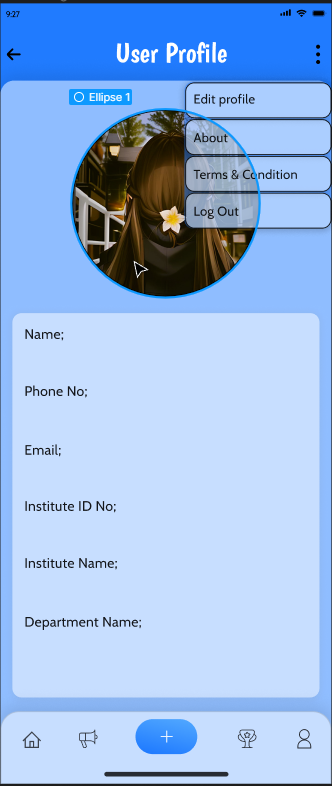 9:27
User Profile
Ellipse 1
Edit profile
About
Terms & Condition
Log Out
Name;
Phone No;
Email;
Institute ID No;
Institute Name;
Department Name;